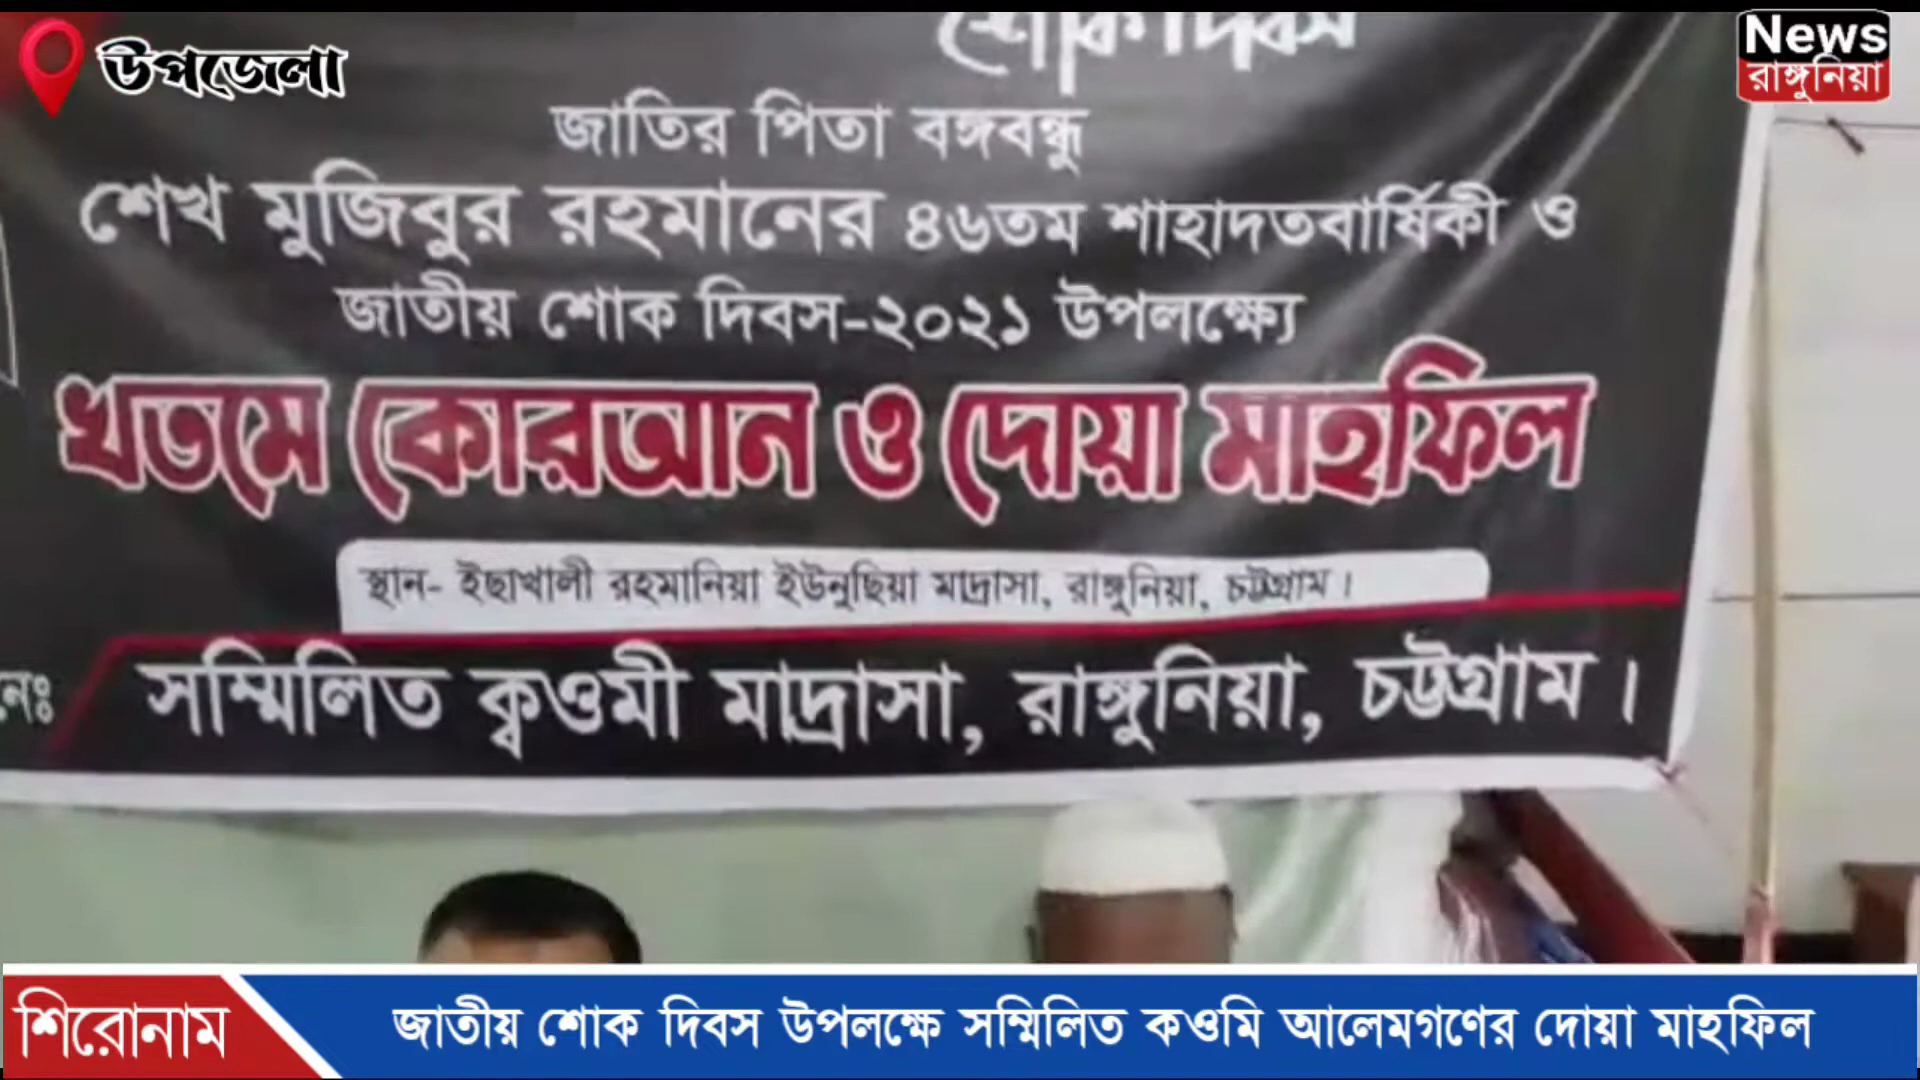 উপজেলা
News
রাঙ্গুনিয়া
শোক দিবস
জাতির পিতা বঙ্গবন্ধু
শেখ মুজিবুর রহমানের ৪৬তম শাহাদতবার্ষিকী ও
জাতীয় শোক দিবস-২০২১ উপলক্ষ্যে
খতমে কোরআন ও দোয়া মাহফিল
স্থান- ইছাখালী রহমানিয়া ইউনুছিয়া মাদ্রাসা, রাঙ্গুনিয়া, চট্টগ্রাম।
সম্মিলিত ক্বওমী মাদ্রাসা, রাঙ্গুনিয়া, চট্টগ্রাম।
শিরোনাম
জাতীয় শোক দিবস উপলক্ষে সম্মিলিত কওমি আলেমগণের দোয়া মাহফিল